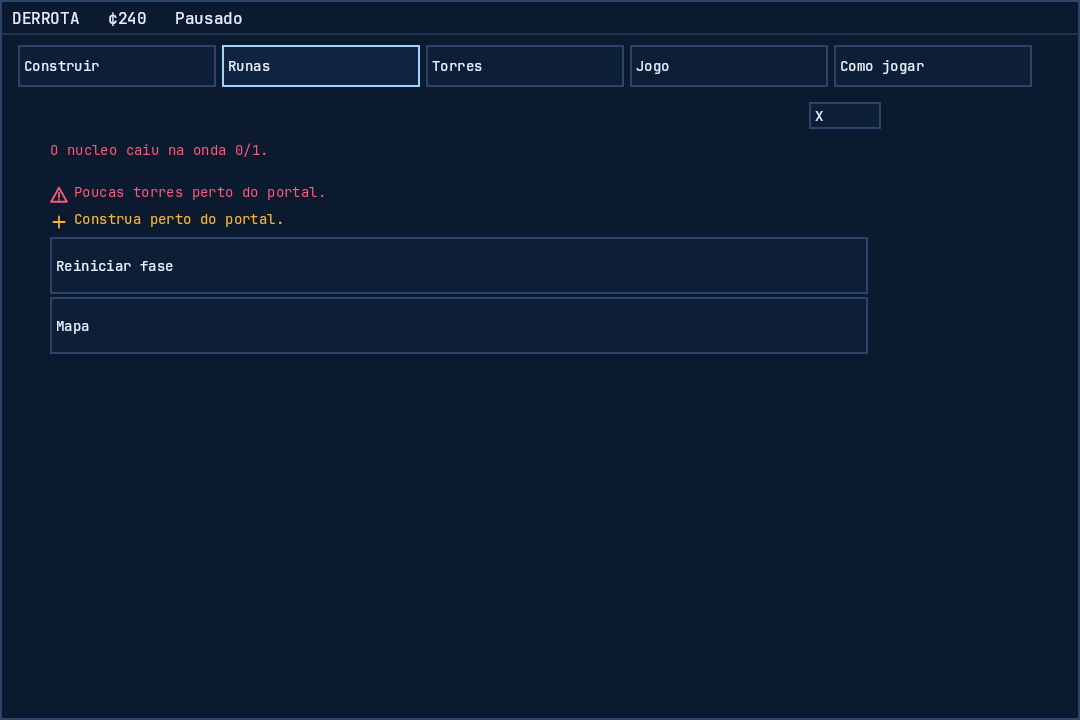 DERROTA ₵240 Pausado
Construir Runas Torres Jogo Como jogar
X
O nucleo caiu na onda 0/1.
Poucas torres perto do portal.
Construa perto do portal.
Reiniciar fase
Mapa